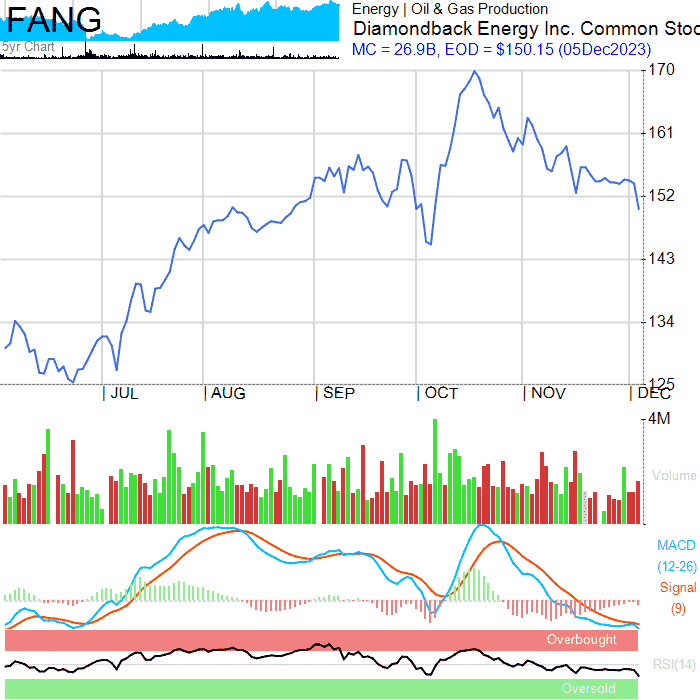 FANG
5yr Chart
Energy | Oil & Gas Production
Diamondback Energy Inc. Common Stoc
MC = 26.9B, EOD = $150.15 (05Dec2023)
170
161
152
143
134
125
| JUL
| AUG
| SEP
| OCT
| NOV
| DEC
4M
Volume
MACD
(12-26)
Signal
(9)
Overbought
RSI(14)
Oversold